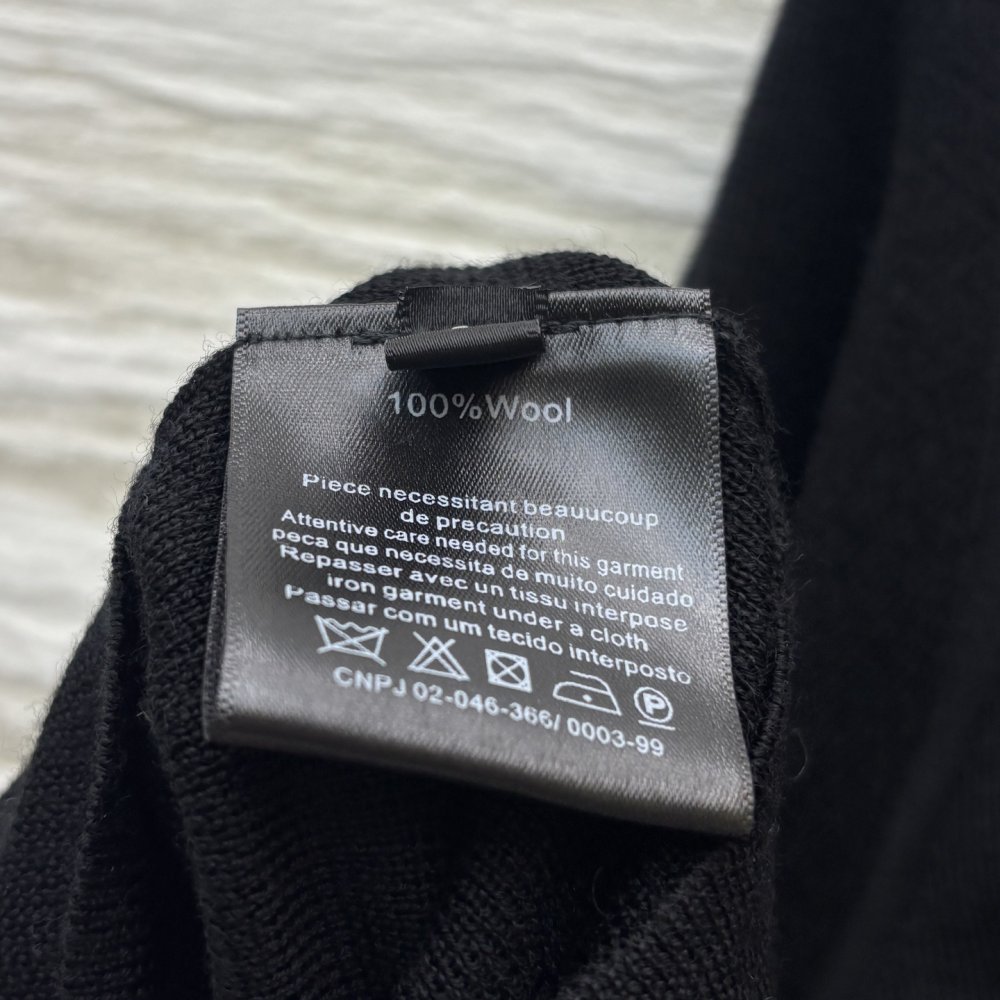 100%Wool
Piece necessitant beauucoup
de precaution
Attentive care needed for this garment
peca que necessita de muito cuidado
Repasser avec un tissu interpose
iron garment under a cloth
Passar com um tecido interposto
P
CNPJ 02-046-366/ 0003-99